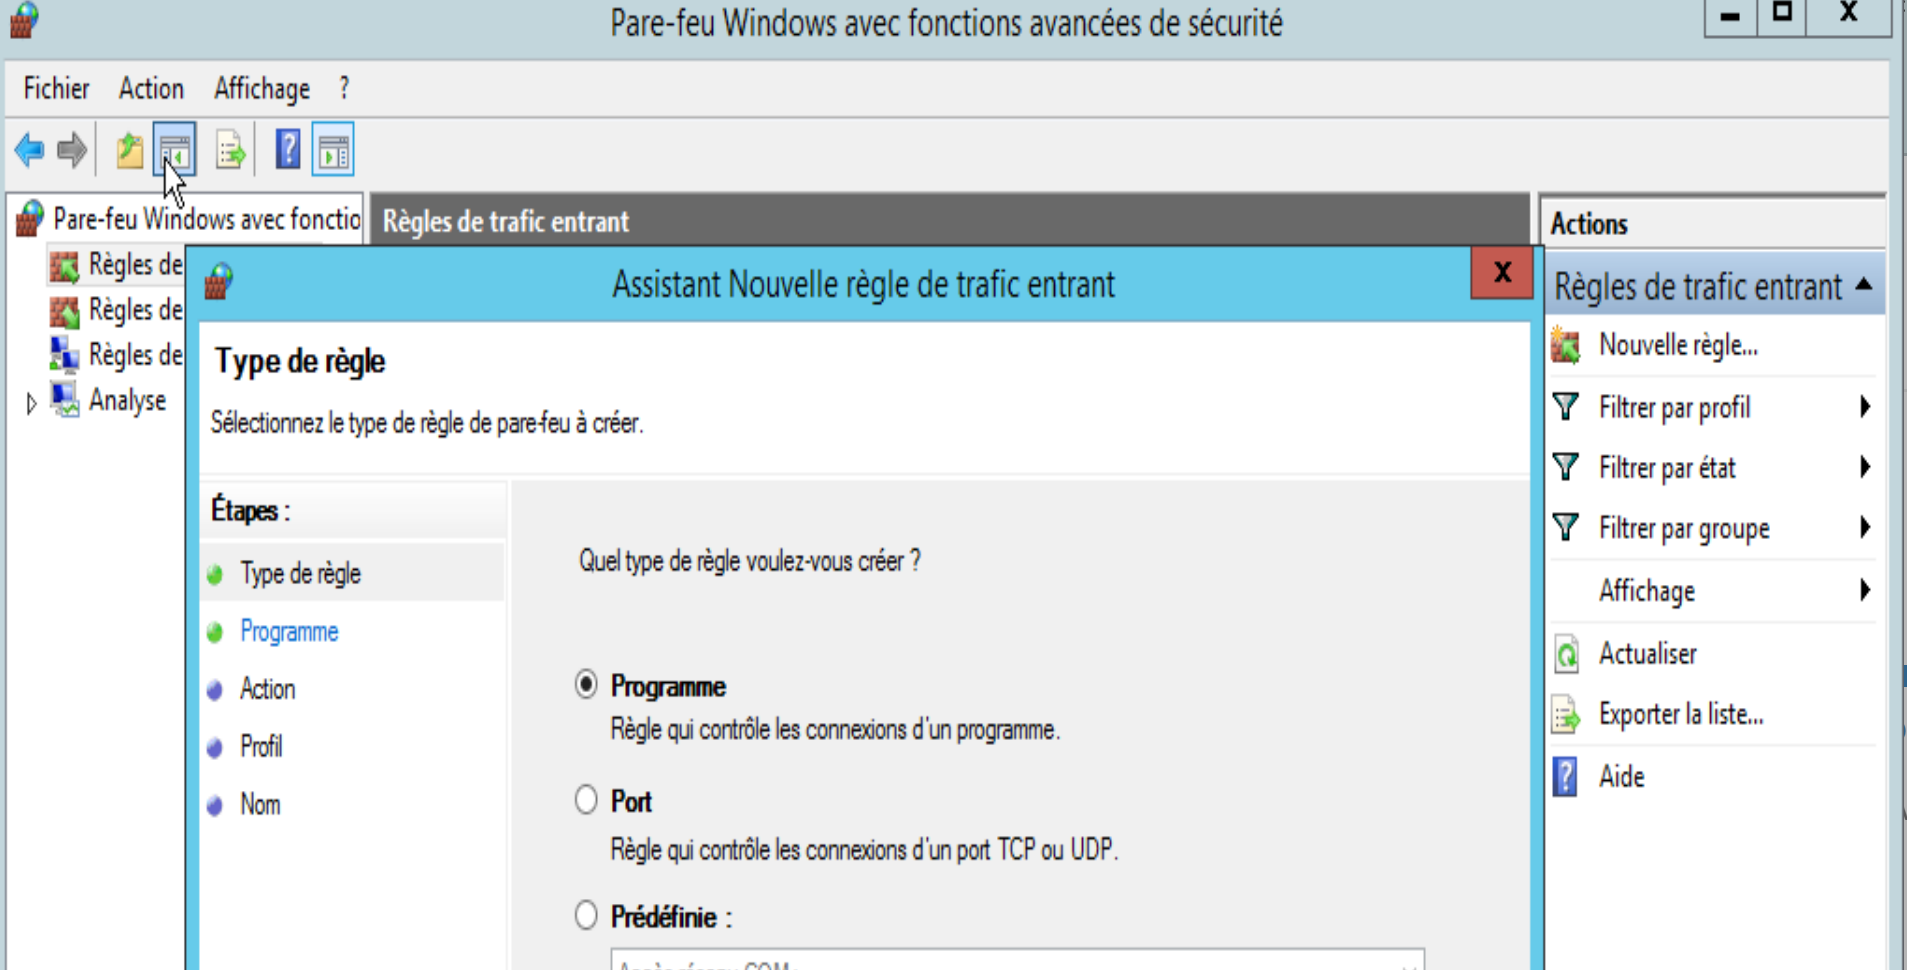 Pare-feu Windows avec fonctions avancées de sécurité
Fichier Action Affichage ?
Pare-feu Windows avec fonctio
Règles de
Règles de
Règles de
Analyse
Règles de trafic entrant
Assistant Nouvelle règle de trafic entrant
X
Type de règle
Sélectionnez le type de règle de pare-feu à créer.
Étapes :
Type de règle
Programme
Action
Profil
Nom
Quel type de règle voulez-vous créer ?
Programme
Règle qui contrôle les connexions d'un programme.
Port
Règle qui contrôle les connexions d'un port TCP ou UDP.
Prédéfinie :
Actions
Règles de trafic entrant
Nouvelle règle...
Filtrer par profil
Filtrer par état
Filtrer par groupe
Affichage
Actualiser
Exporter la liste...
Aide